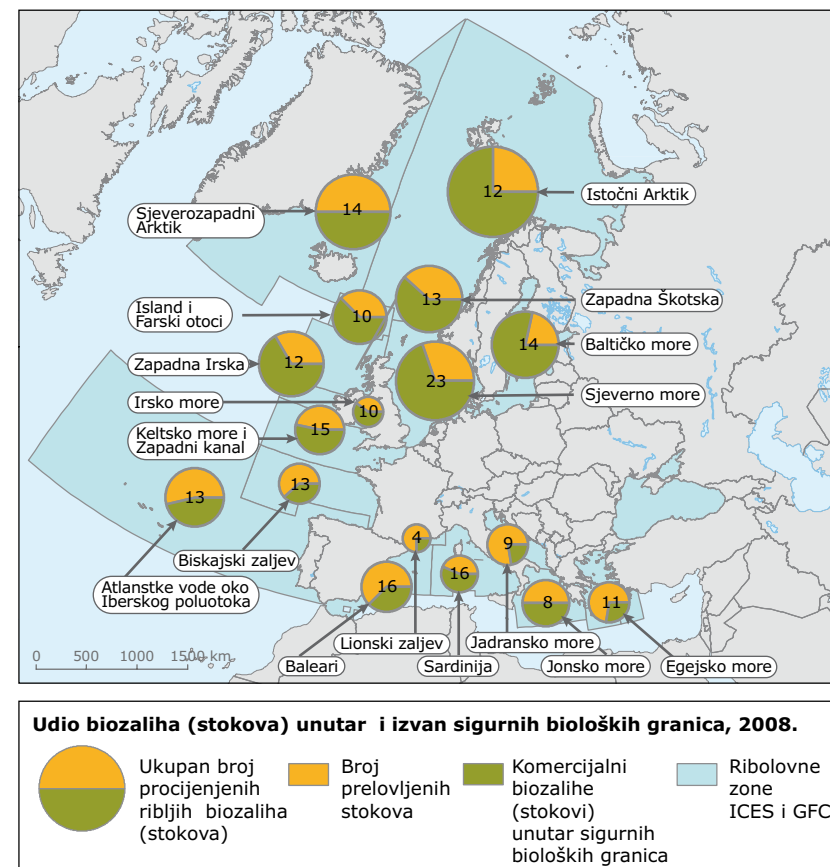 12
Istočni Arktik
14
Sjeverozapadni
Arktik
13
Zapadna Škotska
Island i
Farski otoci
10
14
Baltičko more
12
Zapadna Irska
23
Sjeverno more
Irsko more
10
Keltsko more i
Zapadni kanal
15
13
13
Biskajski zaljev
Atlanstke vode oko
Iberskog poluotoka
4
9
16
16
8
11
Lionski zaljev
Jadransko more
Baleari
Sardinija
Jonsko more
Egejsko more
0 500 1000 1500 km
Udio biozaliha (stokova) unutar i izvan sigurnih bioloških granica, 2008.
Ukupan broj
procijenjenih
ribljih biozaliha
(stokova)
Broj
prelovljenih
stokova
Komercijalni
biozalihe
(stokovi)
unutar sigurnih
bioloških granica
Ribolovne
zone
ICES i GFC